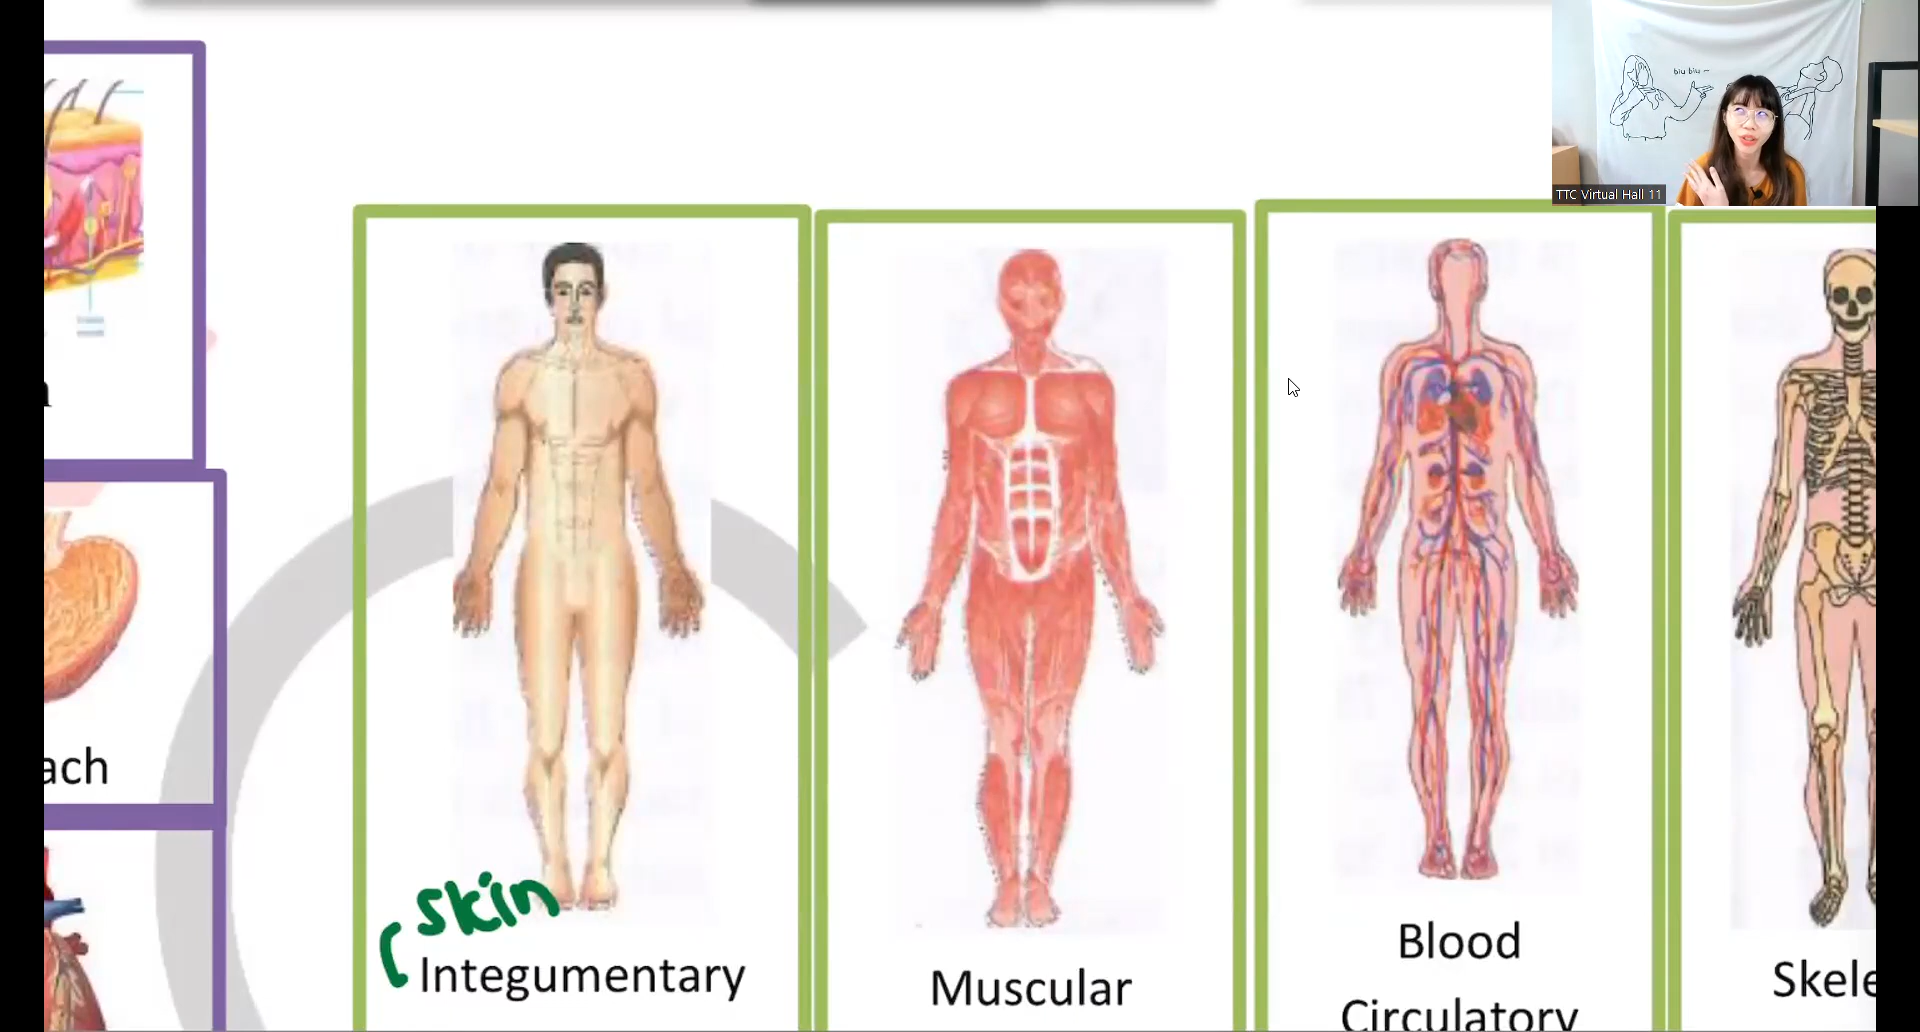 biu biu ~
TTC Virtual Hall 11
ach
skin
Integumentary
Muscular
Blood
Circulatory
Skele